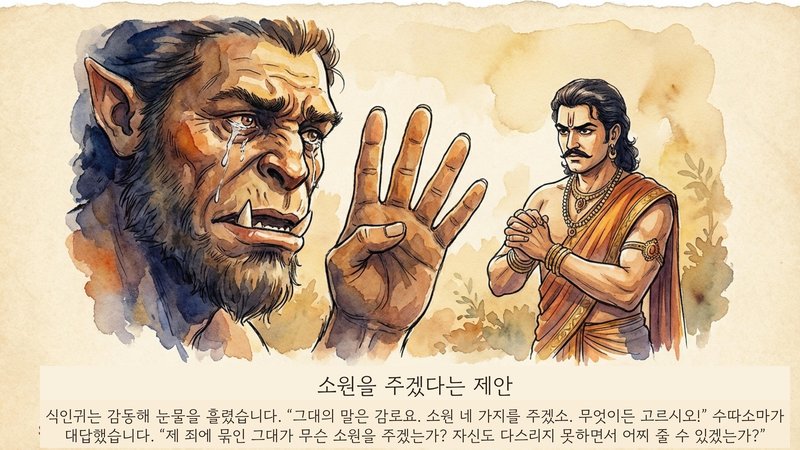 소원을 주겠다는 제안
식인귀는 감동해 눈물을 흘렸습니다. “그대의 말은 감로요. 소원 네 가지를 주겠소. 무엇이든 고르시오!” 수따소마가
대답했습니다. “제 죄에 묶인 그대가 무슨 소원을 주겠는가? 자신도 다스리지 못하면서 어찌 줄 수 있겠는가?”